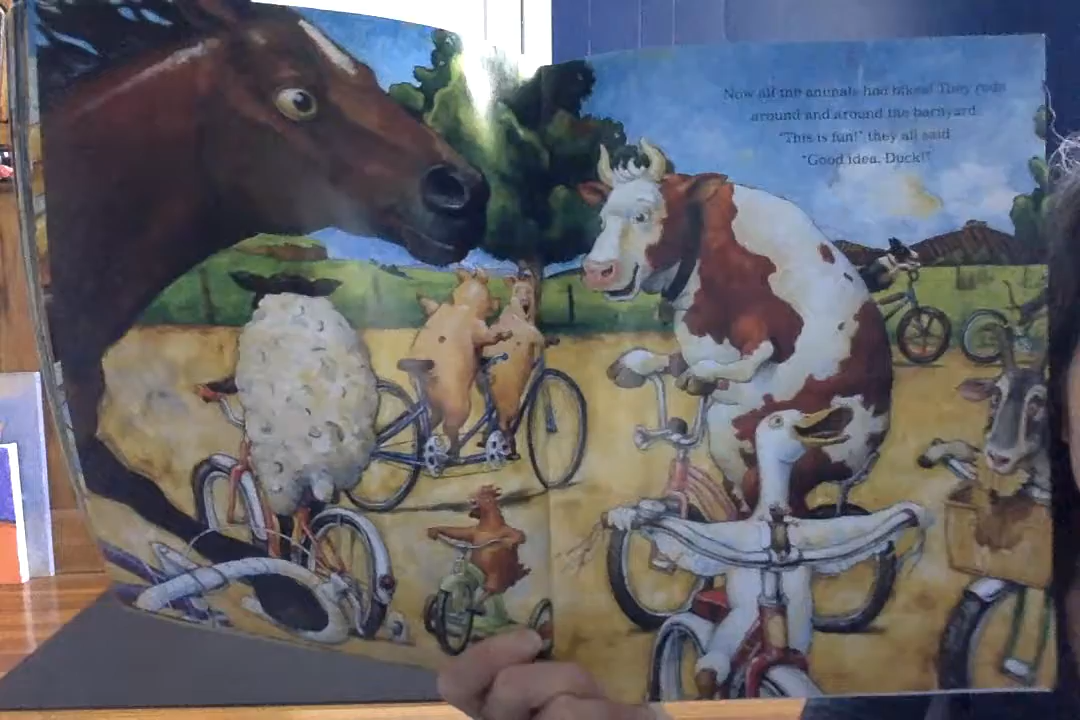 Now all the animals had bikes! They rode
around and around the barnyard.
"This is fun!" they all said.
"Good idea, Duck!"